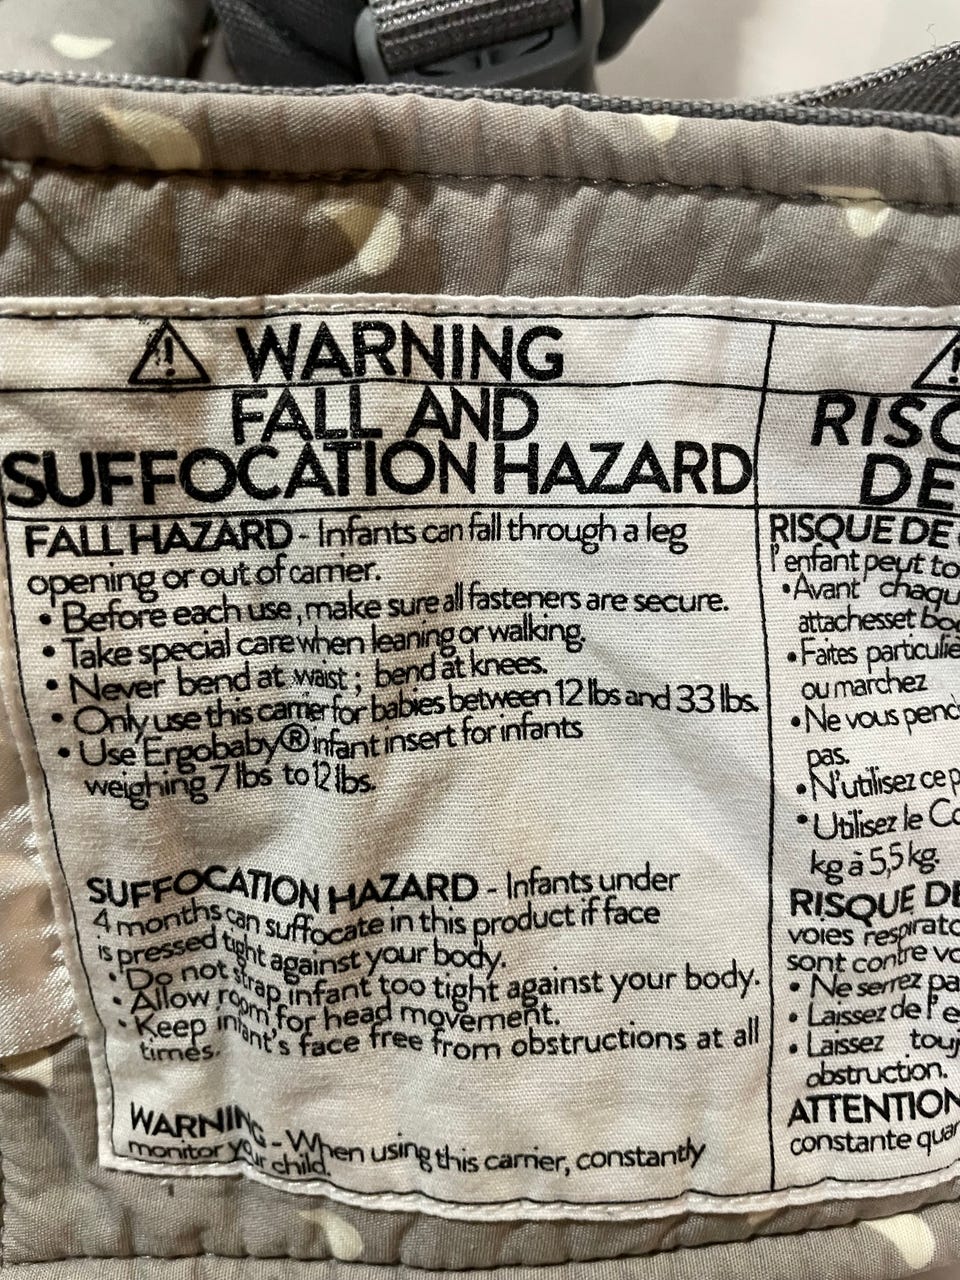 WARNING
FALL AND
SUFFOCATION HAZARD
FALL HAZARD - Infants can fall through a leg
opening or out of carrier.
• Before each use, make sure all fasteners are secure.
• Take special care when leaning or walking.
• Never bend at waist; bend at knees.
• Only use this carrier for babies between 12 lbs and 33 lbs.
• Use Ergobaby® infant insert for infants
weighing 7 lbs to 12 lbs.
SUFFOCATION HAZARD - Infants under
4 months can suffocate in this product if face
is pressed tight against your body.
• Do not strap infant too tight against your body.
• Allow room for head movement.
• Keep infant's face free from obstructions at all
times.
WARNING - When using this carrier, constantly
monitor your child.
RISQ
DE
RISQUE DE
l'enfant peut to
• Avant chaqu
attachesset
• Faites particuliè
ou marchez
• Ne vous penc
pas.
• N'utilisez ce p
• Utilisez le Co
kg à 5,5 kg.
RISQUE DE
voies respirato
sont contre vo
• Ne serrez pa
• Laissez de l'e
• Laissez touj
obstruction.
ATTENTION
constante quan